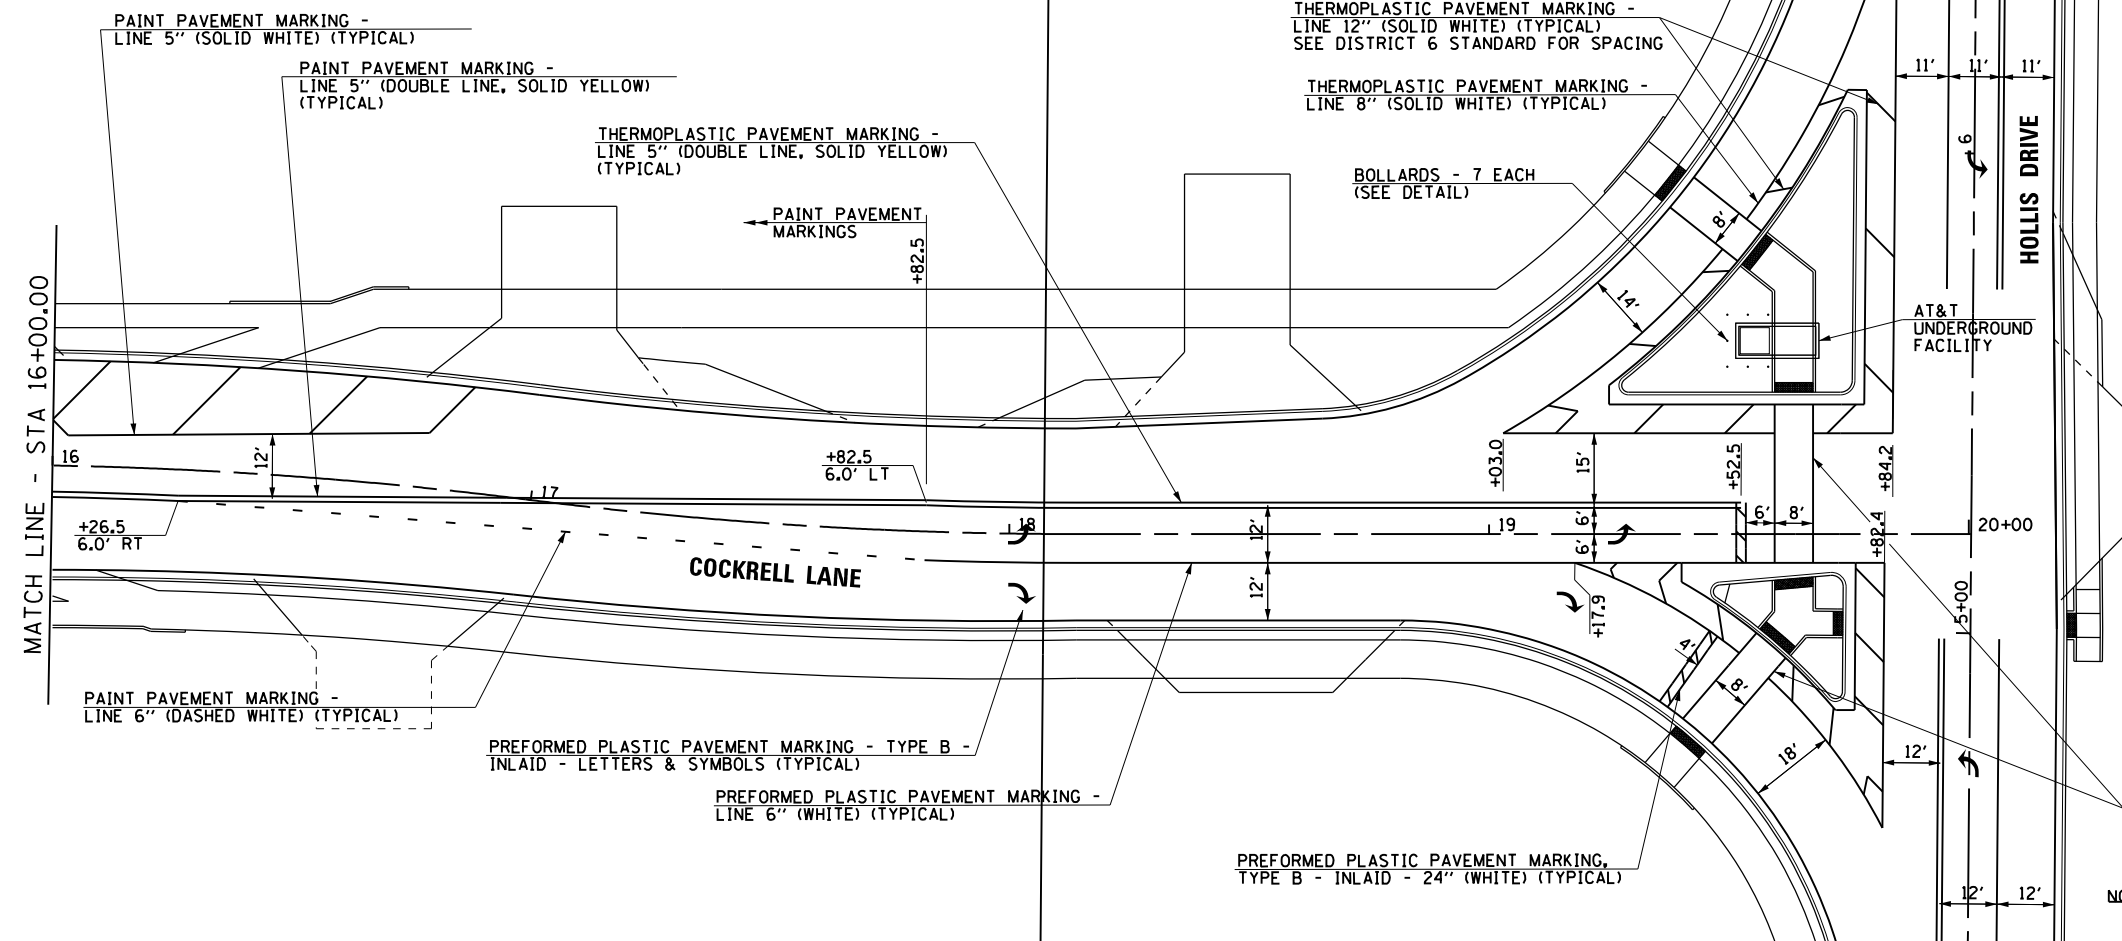 PAINT PAVEMENT MARKING -
LINE 5'' (SOLID WHITE) (TYPICAL)
PAINT PAVEMENT MARKING -
LINE 5'' (DOUBLE LINE, SOLID YELLOW)
(TYPICAL)
THERMOPLASTIC PAVEMENT MARKING -
LINE 5'' (DOUBLE LINE, SOLID YELLOW)
(TYPICAL)
PAINT PAVEMENT
MARKINGS
+82.5
THERMOPLASTIC PAVEMENT MARKING -
LINE 12'' (SOLID WHITE) (TYPICAL)
SEE DISTRICT 6 STANDARD FOR SPACING
THERMOPLASTIC PAVEMENT MARKING -
LINE 8'' (SOLID WHITE) (TYPICAL)
BOLLARDS - 7 EACH
(SEE DETAIL)
11'
11'
11'
6
HOLLIS DRIVE
8'
14'
AT&T
UNDERGROUND
FACILITY
MATCH LINE - STA 16+00.00
16
12'
17
+82.5
6.0' LT
+26.5
6.0' RT
18
12'
12'
19
+03.0
15'
6'
6'
+52.5
6'
8'
+84.2
+82.4
20+00
COCKRELL LANE
+17.9
15+00
4'
8'
18'
12'
12'
12'
PAINT PAVEMENT MARKING -
LINE 6'' (DASHED WHITE) (TYPICAL)
PREFORMED PLASTIC PAVEMENT MARKING - TYPE B -
INLAID - LETTERS & SYMBOLS (TYPICAL)
PREFORMED PLASTIC PAVEMENT MARKING -
LINE 6'' (WHITE) (TYPICAL)
PREFORMED PLASTIC PAVEMENT MARKING,
TYPE B - INLAID - 24'' (WHITE) (TYPICAL)